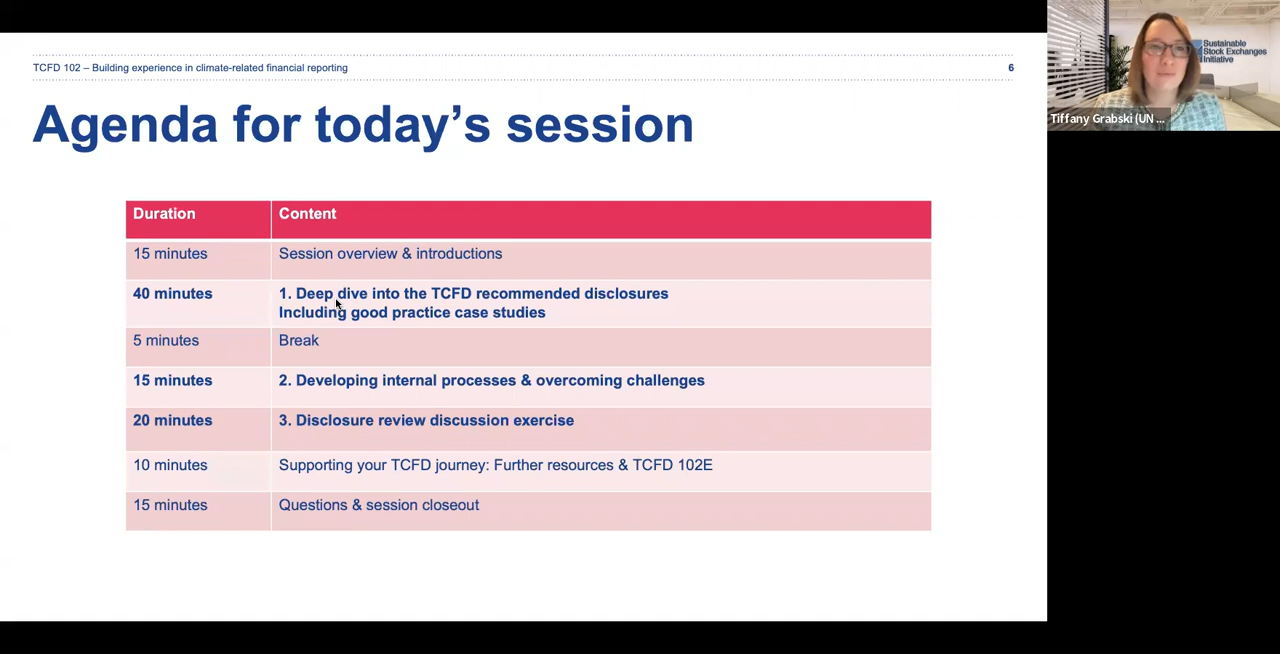 TCFD 102 – Building experience in climate-related financial reporting
6
Agenda for today's session
Duration Content
15 minutes Session overview & introductions
40 minutes 1. Deep dive into the TCFD recommended disclosures
Including good practice case studies
5 minutes Break
15 minutes 2. Developing internal processes & overcoming challenges
20 minutes 3. Disclosure review discussion exercise
10 minutes Supporting your TCFD journey: Further resources & TCFD 102E
15 minutes Questions & session closeout
Sustainable
Stock Exchanges
Initiative
Tiffany Grabski (UN ...